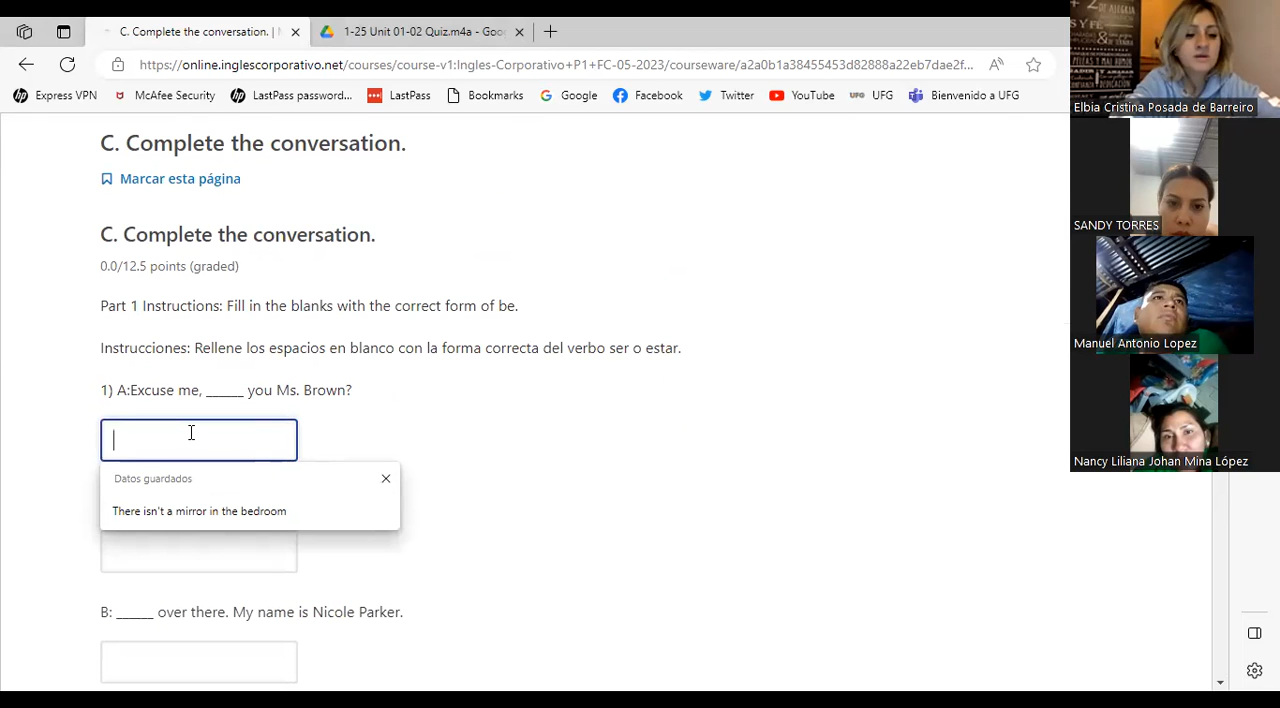 C. Complete the conversation. |
1-25 Unit 01-02 Quiz.m4a - Goo
https://online.inglescorporativo.net/courses/course-v1:Ingles-Corporativo+P1+FC-05-2023/courseware/a2a0b1a38455453d82888a22eb7dae2f...
Express VPN
McAfee Security
LastPass password...
Bookmarks
Google
Facebook
Twitter
YouTube
UFG
UFG
Bienvenido a UFG
C. Complete the conversation.
Marcar esta página
C. Complete the conversation.
0.0/12.5 points (graded)
Part 1 Instructions: Fill in the blanks with the correct form of be.
Instrucciones: Rellene los espacios en blanco con la forma correcta del verbo ser o estar.
1) A:Excuse me, ______ you Ms. Brown?
Datos guardados
There isn't a mirror in the bedroom
B: ______ over there. My name is Nicole Parker.
Elbia Cristina Posada de Barreiro
SANDY TORRES
Manuel Antonio Lopez
Nancy Liliana Johan Mina López